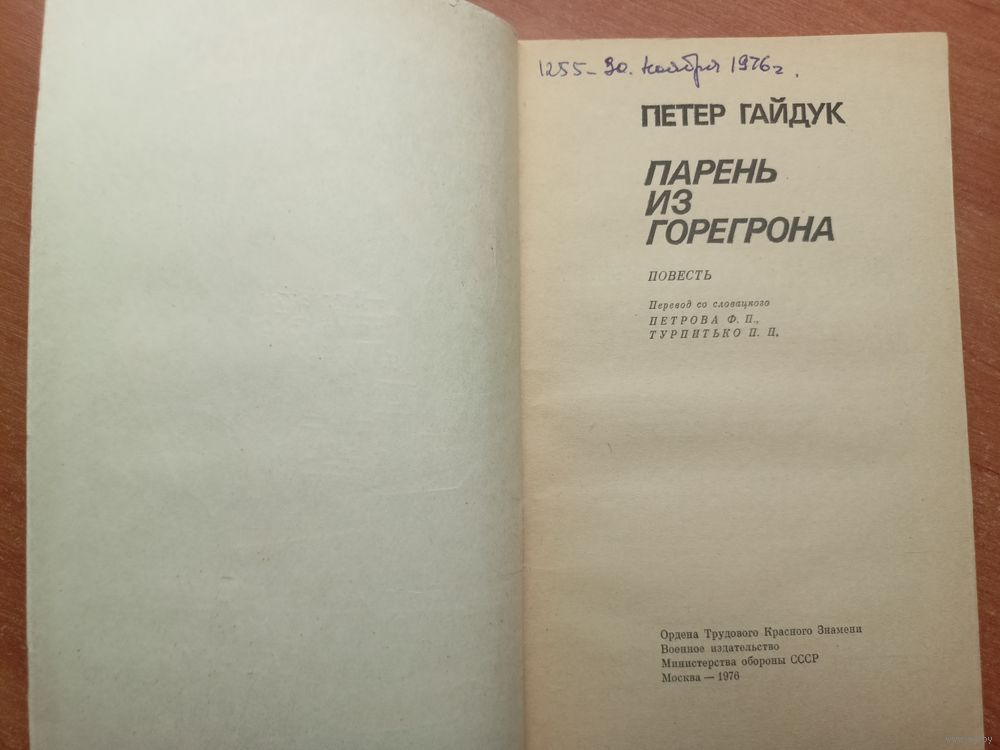 1255 - 30. Ноября 1976 г.
ПЕТЕР ГАЙДУК
ПАРЕНЬ
ИЗ
ГОРЕГРОНА
ПОВЕСТЬ
Перевод со словацкого
ПЕТРОВА Ф. П.,
ТУРПИТЬКО П. П.
Ордена Трудового Красного Знамени
Военное издательство
Министерства обороны СССР
Москва — 1976